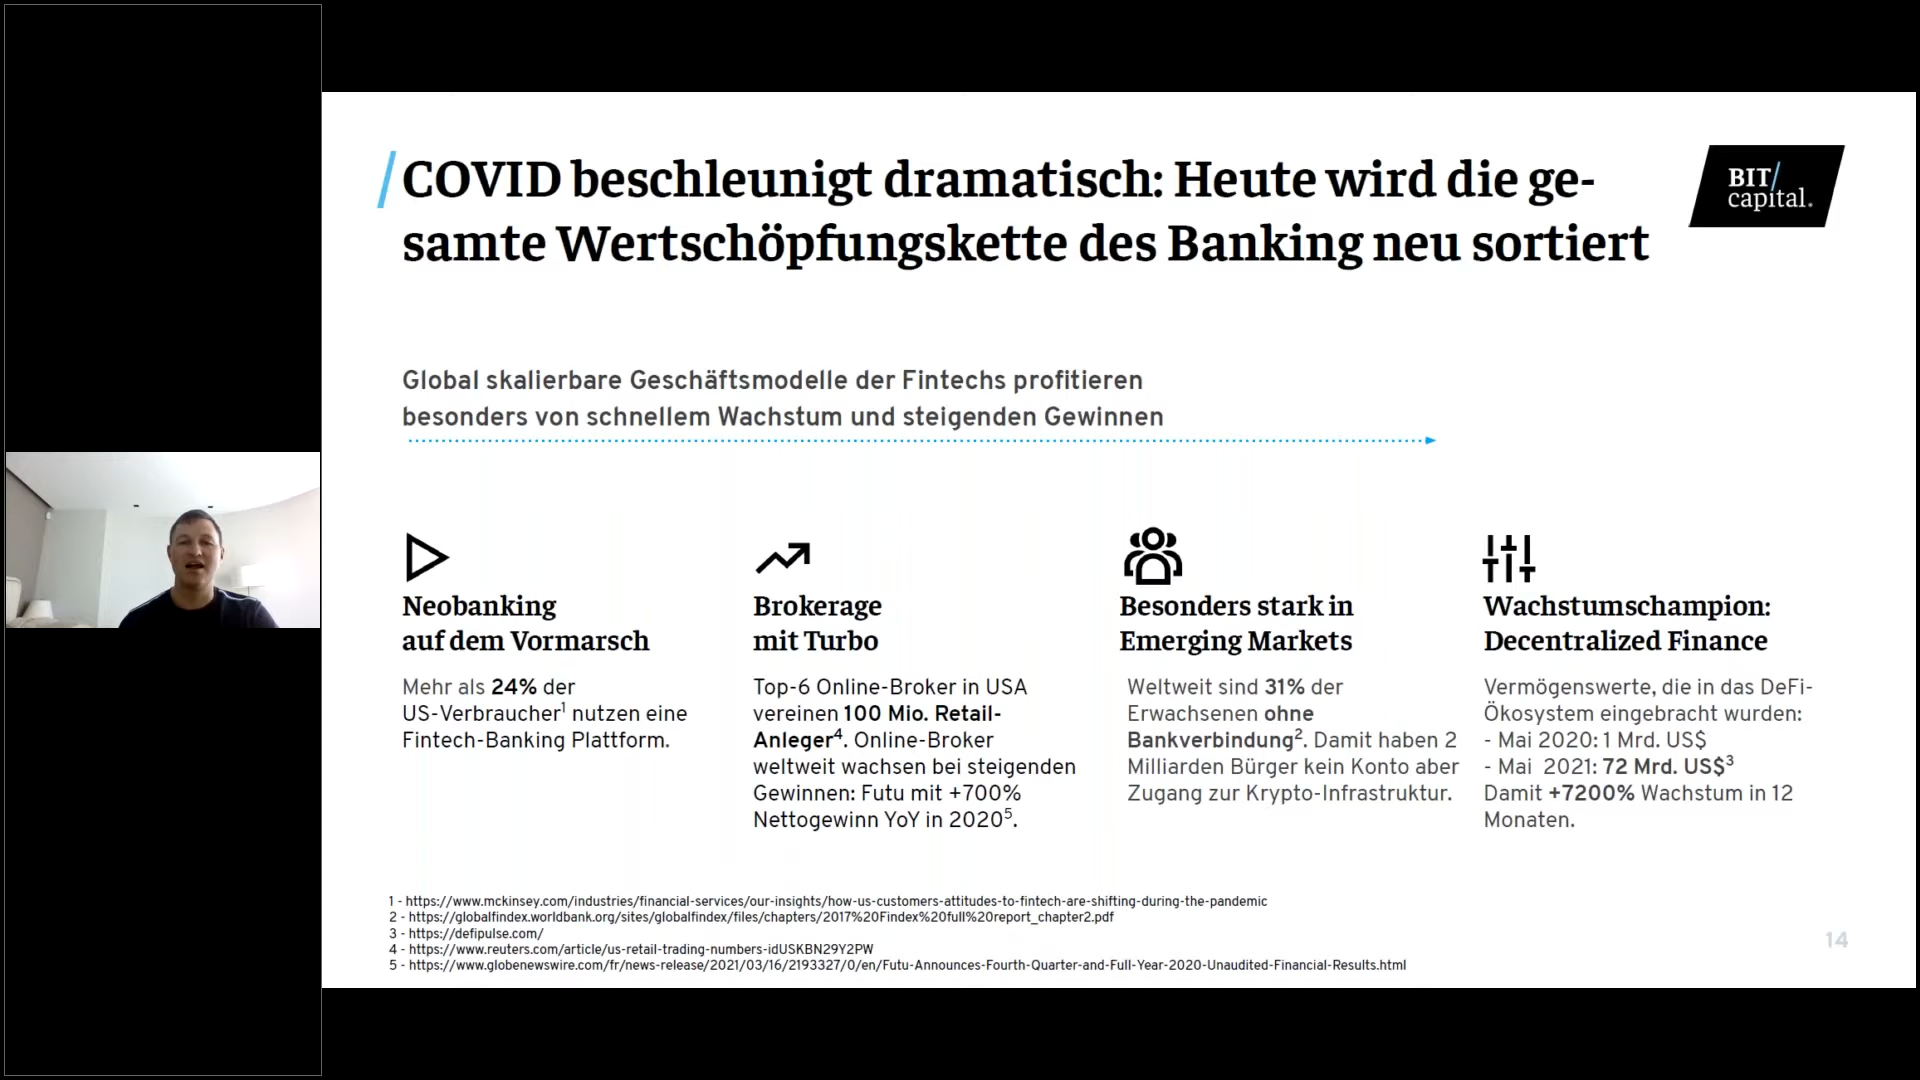 COVID beschleunigt dramatisch: Heute wird die ge-
samte Wertschöpfungskette des Banking neu sortiert
BIT/
capital.
Global skalierbare Geschäftsmodelle der Fintechs profitieren
besonders von schnellem Wachstum und steigenden Gewinnen
Neobanking
auf dem Vormarsch
Mehr als 24% der
US-Verbraucher¹ nutzen eine
Fintech-Banking Plattform.
Brokerage
mit Turbo
Top-6 Online-Broker in USA
vereinen 100 Mio. Retail-
Anleger⁴. Online-Broker
weltweit wachsen bei steigenden
Gewinnen: Futu mit +700%
Nettogewinn YoY in 2020⁵.
Besonders stark in
Emerging Markets
Weltweit sind 31% der
Erwachsenen ohne
Bankverbindung². Damit haben 2
Milliarden Bürger kein Konto aber
Zugang zur Krypto-Infrastruktur.
Wachstumschampion:
Decentralized Finance
Vermögenswerte, die in das DeFi-
Ökosystem eingebracht wurden:
- Mai 2020: 1 Mrd. US$
- Mai 2021: 72 Mrd. US$³
Damit +7200% Wachstum in 12
Monaten.
1 - https://www.mckinsey.com/industries/financial-services/our-insights/how-us-customers-attitudes-to-fintech-are-shifting-during-the-pandemic
2 - https://globalfindex.worldbank.org/sites/globalfindex/files/chapters/2017%20Findex%20full%20report_chapter2.pdf
3 - https://defipulse.com/
4 - https://www.reuters.com/article/us-retail-trading-numbers-idUSKBN29Y2PW
5 - https://www.globenewswire.com/fr/news-release/2021/03/16/2193327/0/en/Futu-Announces-Fourth-Quarter-and-Full-Year-2020-Unaudited-Financial-Results.html
14